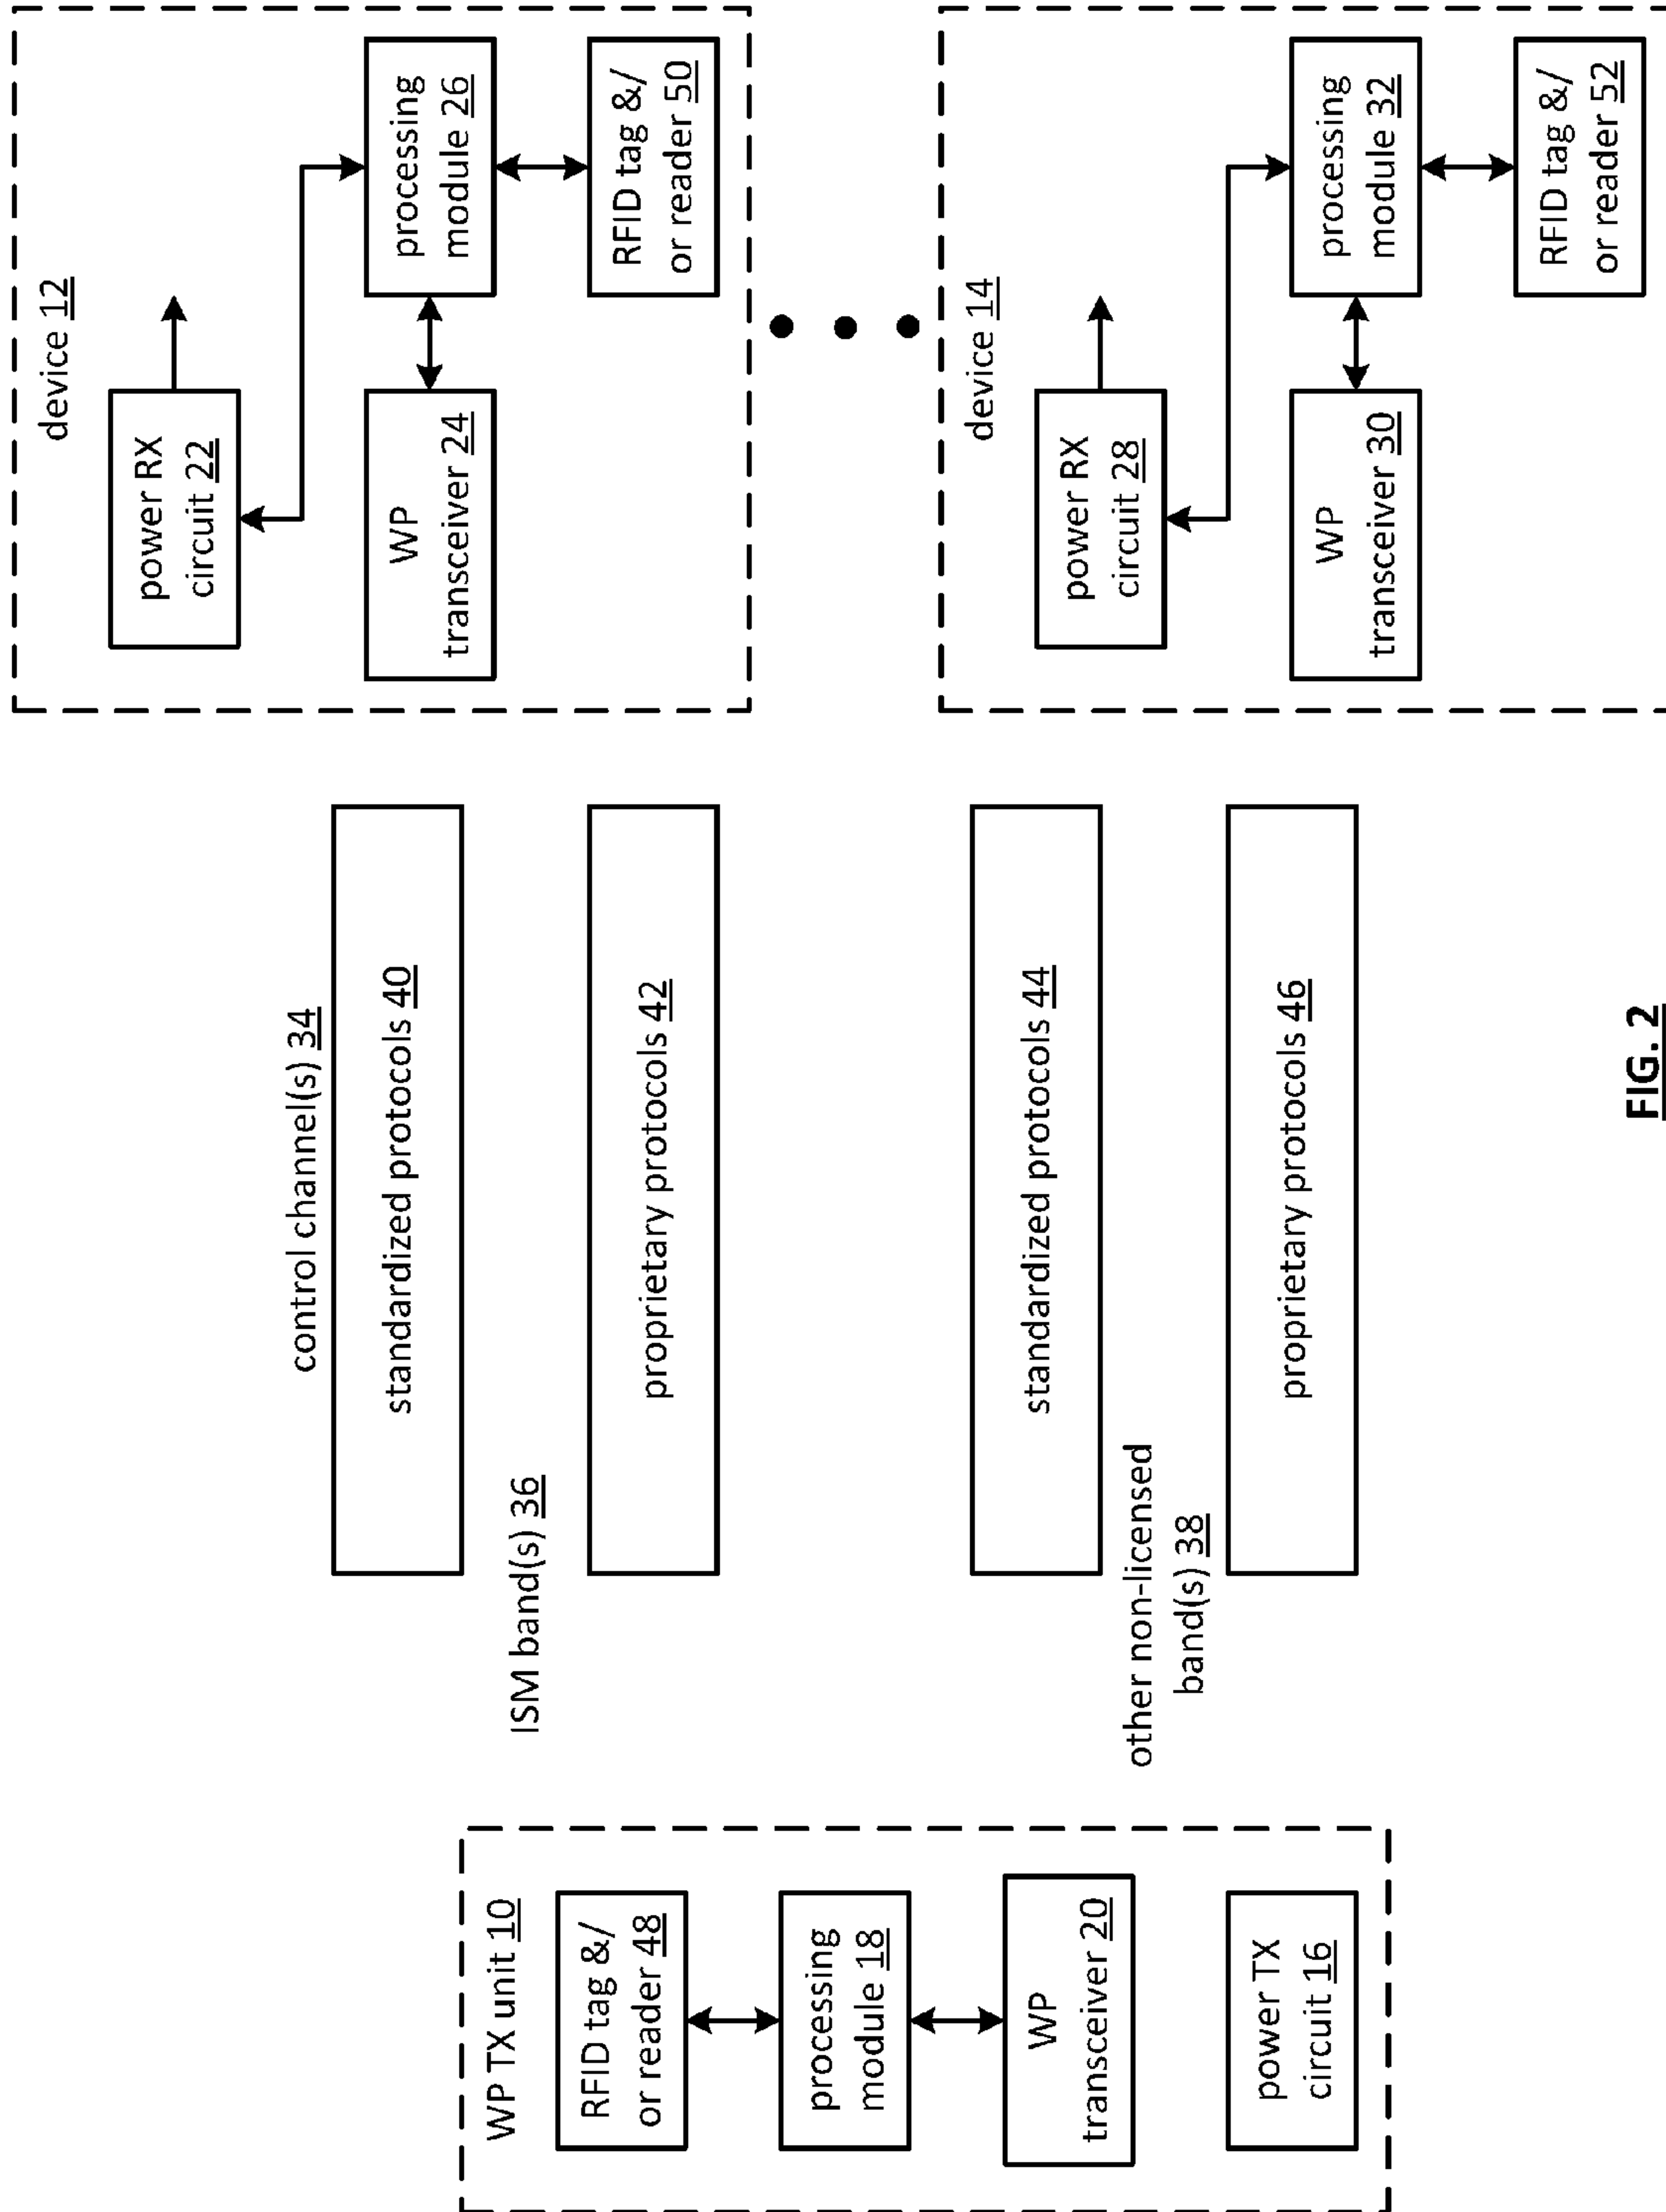 WP TX unit 10
RFID tag &/
or reader 48
processing
module 18
WP
transceiver 20
power TX
circuit 16
control channel(s) 34
standardized protocols 40
ISM band(s) 36
proprietary protocols 42
standardized protocols 44
other non-licensed
band(s) 38
proprietary protocols 46
device 12
power RX
circuit 22
WP
transceiver 24
processing
module 26
RFID tag &/
or reader 50
device 14
power RX
circuit 28
WP
transceiver 30
processing
module 32
RFID tag &/
or reader 52
FIG. 2